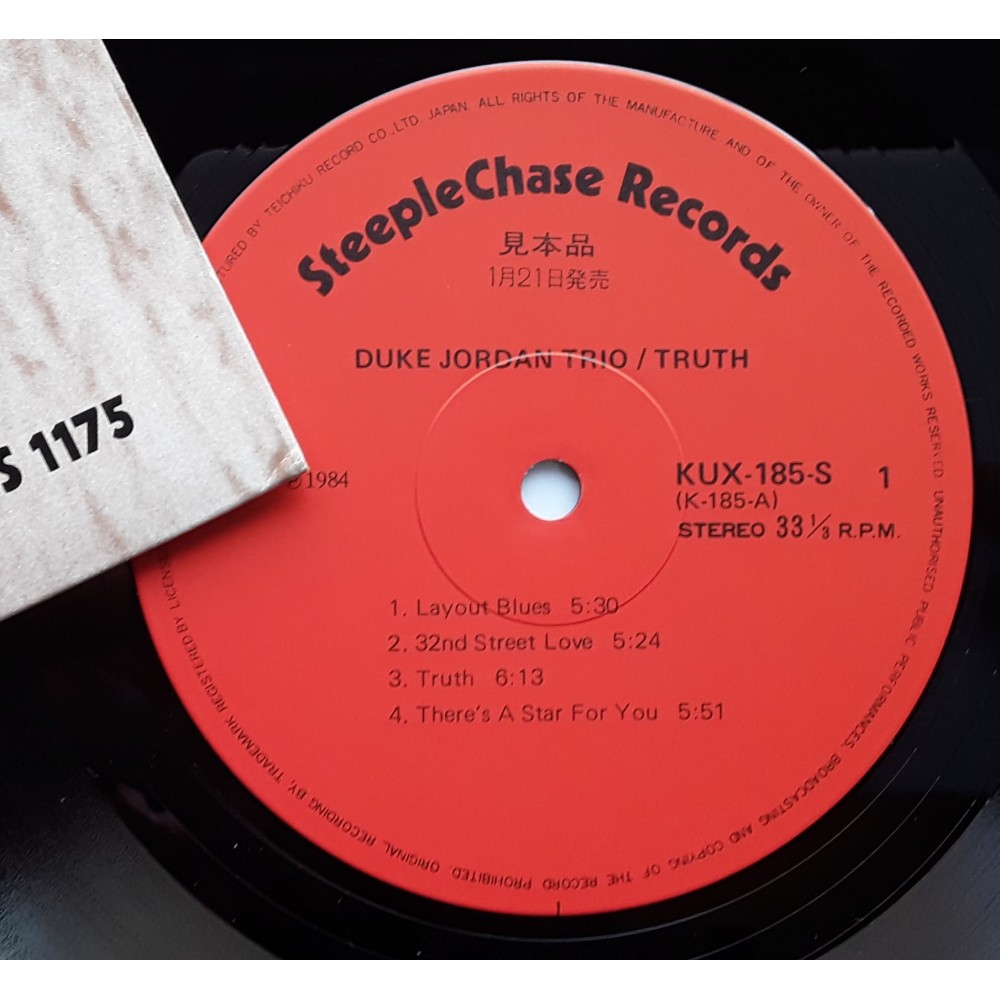 TURED BY TEICHIKU RECORD CO.,LTD. JAPAN. ALL RIGHTS OF THE MANUFACTURE AND OF THE OWNER OF THE RECORDED WORKS RESERVED UNAUTHORISED PUBLIC PERFORMANCES, BROADCASTING AND COPYING OF THE RECORD PROHIBITED. ORIGINAL RECORDING BY, TRADEMARK REGISTERED BY LICENS
SteepleChase Records
見本品
1月21日発売
DUKE JORDAN TRIO / TRUTH
S 1175
℗1984
KUX-185-S 1
(K-185-A)
STEREO 33⅓ R.P.M.
1. Layout Blues 5:30
2. 32nd Street Love 5:24
3. Truth 6:13
4. There's A Star For You 5:51